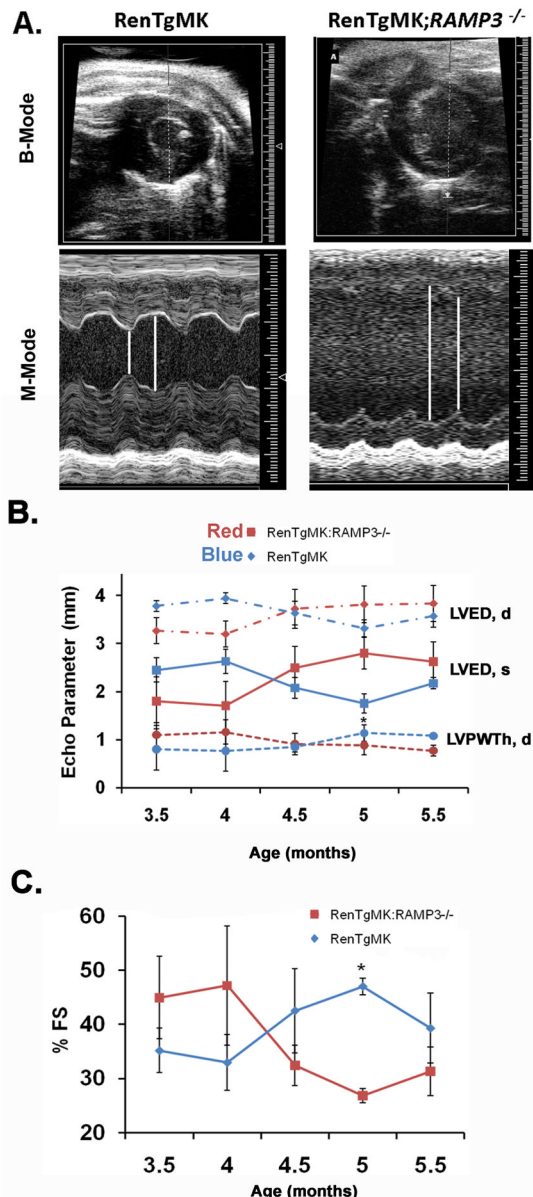 A.
RenTgMK
RenTgMK;RAMP3 -/-
B-Mode
A
M-Mode
B.
Red RenTgMK:RAMP3-/-
Blue RenTgMK
Echo Parameter (mm)
4
3
2
1
0
LVED, d
LVED, s
*
LVPWTh, d
3.5 4 4.5 5 5.5
Age (months)
C.
RenTgMK:RAMP3-/-
RenTgMK
% FS
60
50
40
30
20
*
3.5 4 4.5 5 5.5
Age (months)